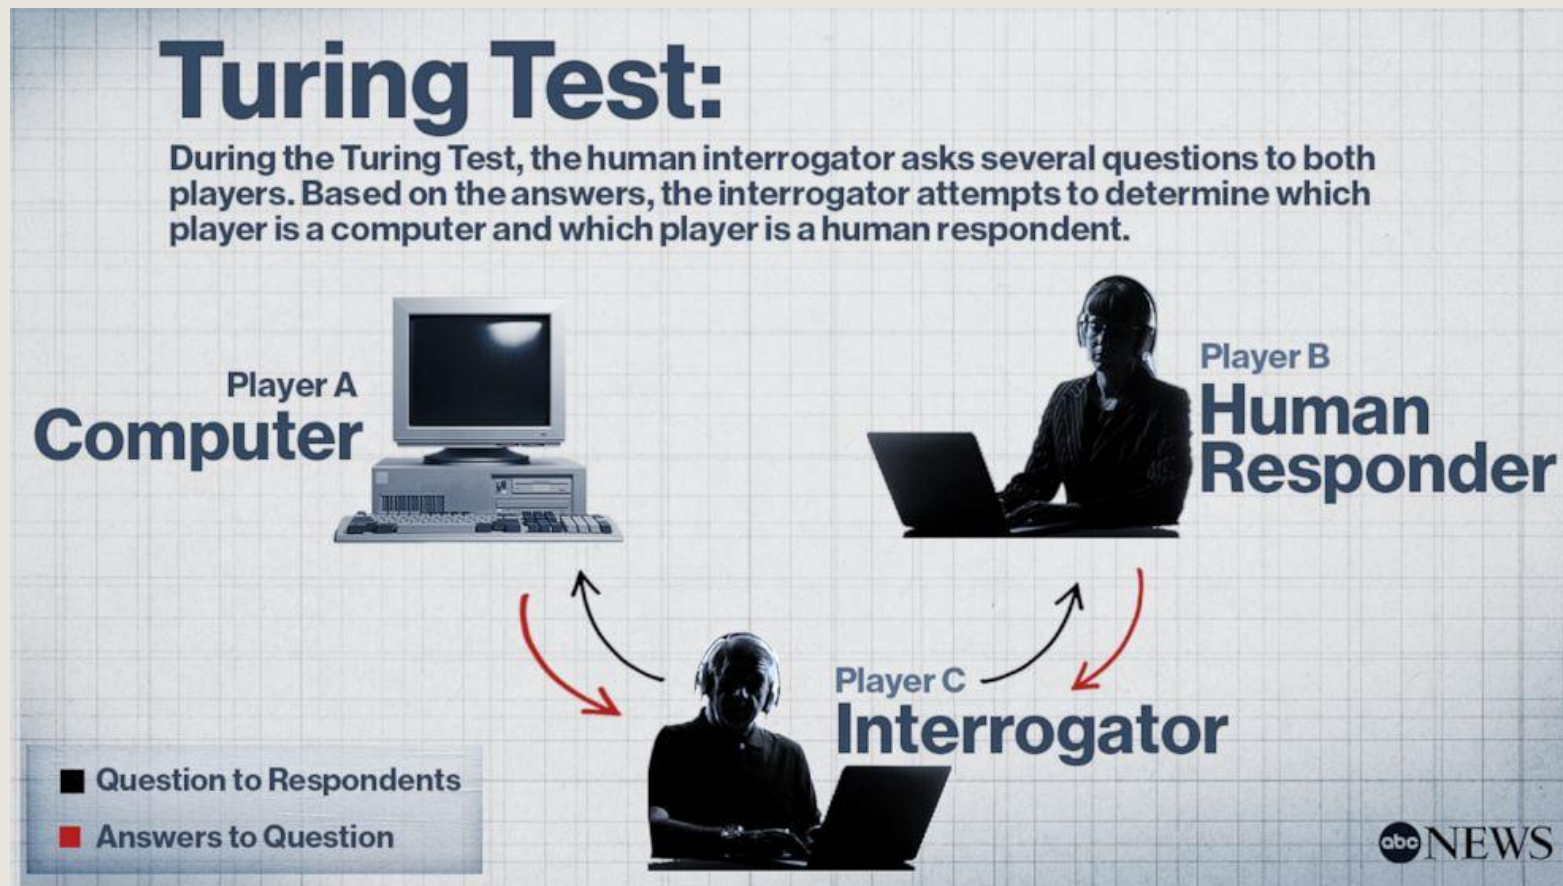 Turing Test:
During the Turing Test, the human interrogator asks several questions to both
players. Based on the answers, the interrogator attempts to determine which
player is a computer and which player is a human respondent.
Player A
Computer
Player B
Human
Responder
Player C
Interrogator
Question to Respondents
Answers to Question
abc NEWS